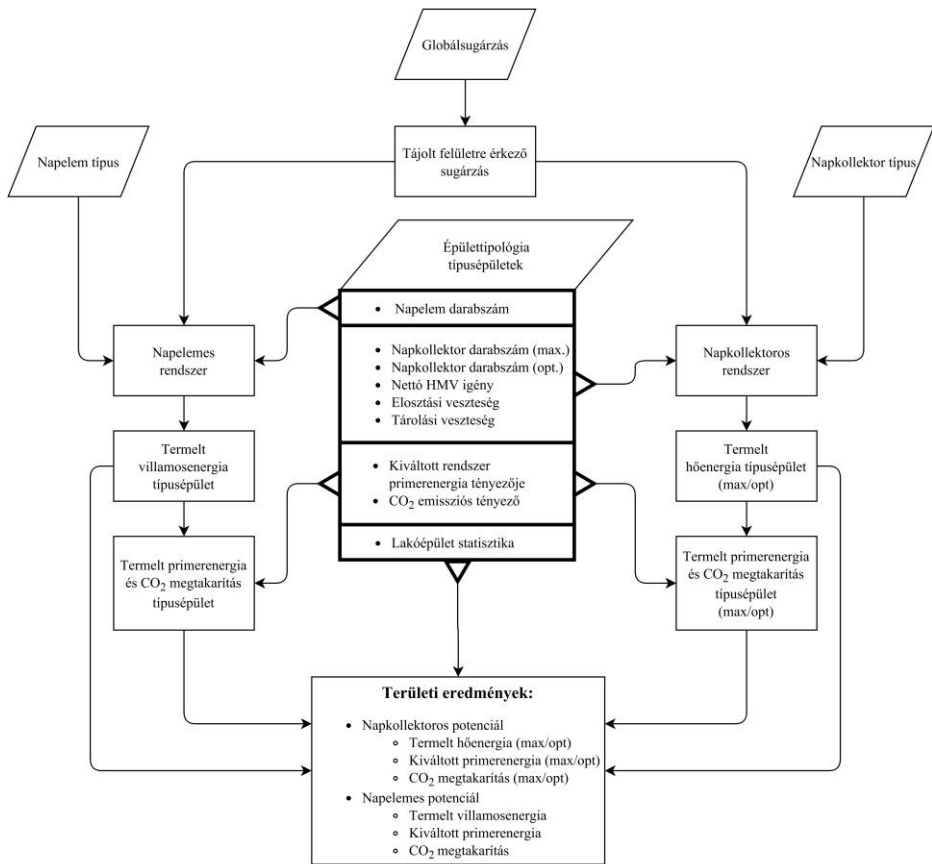 Globálsugárzás
Napelem típus
Tájolt felületre érkező
sugárzás
Napkollektor típus
Épülettipológia
típusépületek
• Napelem darabszám
Napelemes
rendszer
• Napkollektor darabszám (max.)
• Napkollektor darabszám (opt.)
• Nettó HMV igény
• Elosztási veszteség
• Tárolási veszteség
Napkollektoros
rendszer
Termelt
villamosenergia
típusépület
• Kiváltott rendszer
primerenergia tényezője
• CO₂ emissziós tényező
Termelt
hőenergia típusépület
(max/opt)
• Lakóépület statisztika
Termelt primerenergia
és CO₂ megtakarítás
típusépület
Termelt primerenergia
és CO₂ megtakarítás
típusépület
(max/opt)
Területi eredmények:
• Napkollektoros potenciál
∘ Termelt hőenergia (max/opt)
∘ Kiváltott primerenergia (max/opt)
∘ CO₂ megtakarítás (max/opt)
• Napelemes potenciál
∘ Termelt villamosenergia
∘ Kiváltott primerenergia
∘ CO₂ megtakarítás